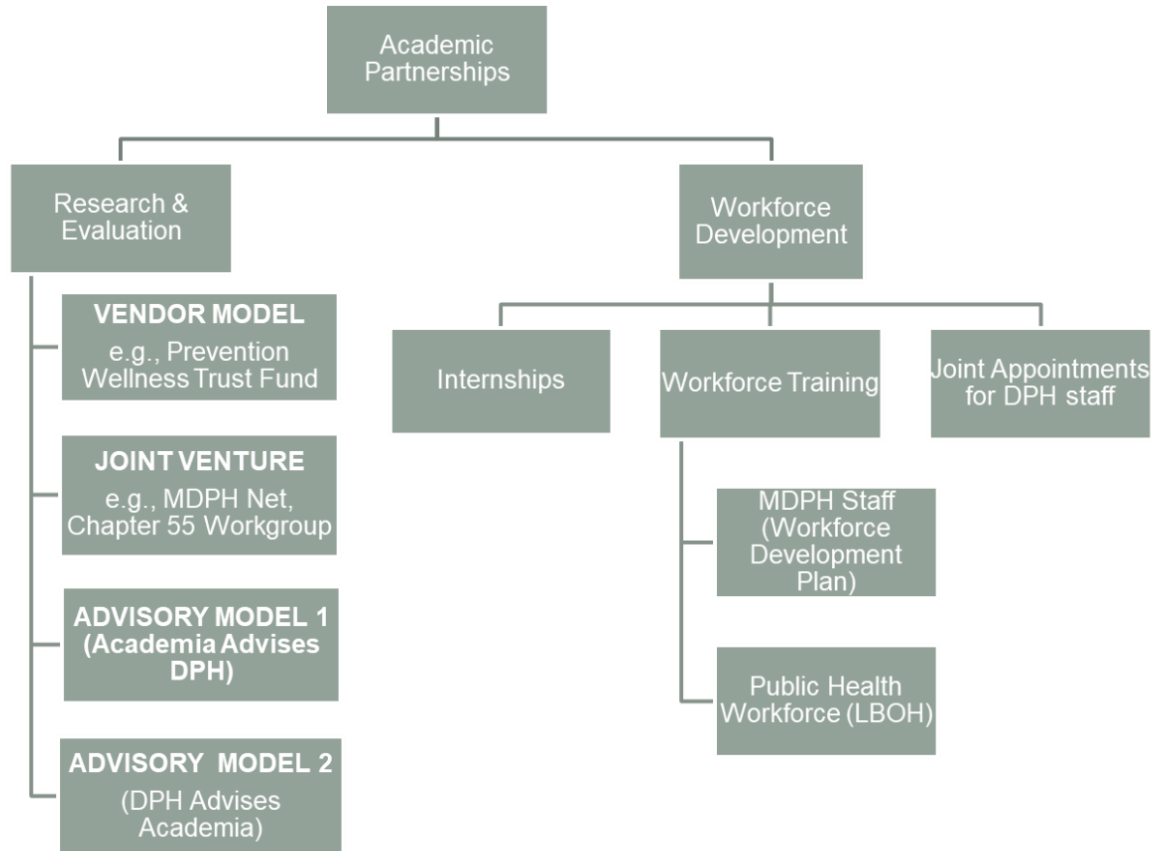 Academic
Partnerships
Research &
Evaluation
Workforce
Development
VENDOR MODEL
e.g., Prevention
Wellness Trust Fund
JOINT VENTURE
e.g., MDPH Net,
Chapter 55 Workgroup
ADVISORY MODEL 1
(Academia Advises
DPH)
ADVISORY MODEL 2
(DPH Advises
Academia)
Internships
Workforce Training
Joint Appointments
for DPH staff
MDPH Staff
(Workforce
Development
Plan)
Public Health
Workforce (LBOH)